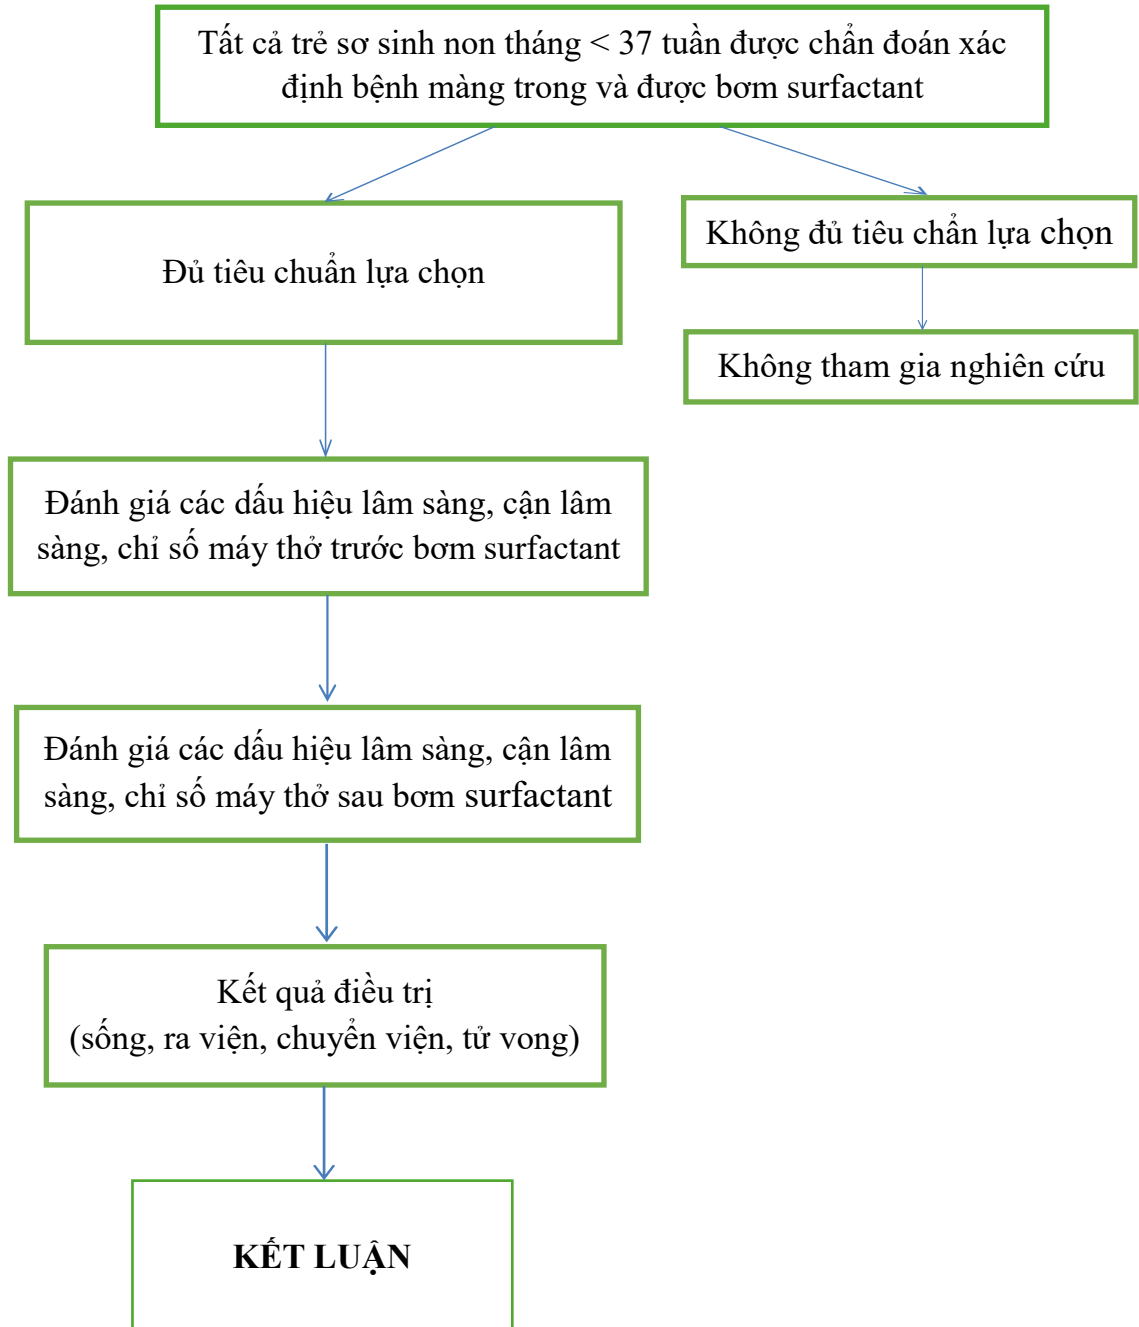 Tất cả trẻ sơ sinh non tháng < 37 tuần được chẩn đoán xác
định bệnh màng trong và được bơm surfactant
Đủ tiêu chuẩn lựa chọn
Không đủ tiêu chẩn lựa chọn
Không tham gia nghiên cứu
Đánh giá các dấu hiệu lâm sàng, cận lâm
sàng, chỉ số máy thở trước bơm surfactant
Đánh giá các dấu hiệu lâm sàng, cận lâm
sàng, chỉ số máy thở sau bơm surfactant
Kết quả điều trị
(sống, ra viện, chuyển viện, tử vong)
KẾT LUẬN